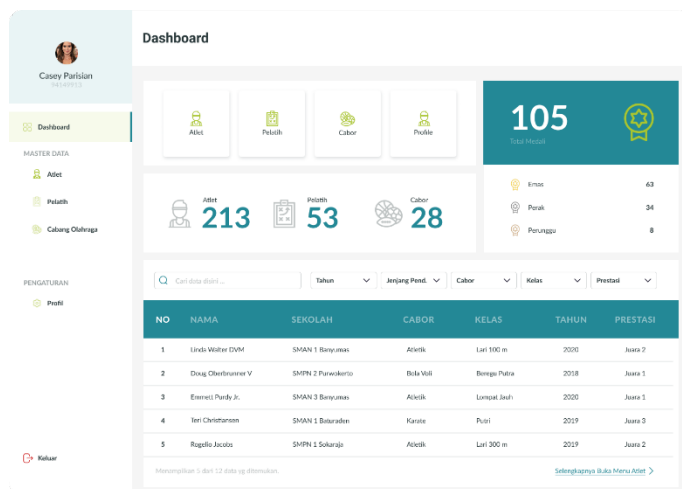 Dashboard
Casey Parisian
Dashboard
MASTER DATA
Atlet
Pelatih
Cabang Olahraga
PENGATURAN
Profil
Keluar
Atlet
Pelatih
Cabor
Profile
105
Total Medali
Emas 63
Perak 34
Perunggu 8
Atlet
213
Pelatih
53
Cabor
28
Cari data disini ...
Tahun
Jenjang Pend.
Cabor
Kelas
Prestasi
NO NAMA SEKOLAH CABOR KELAS TAHUN PRESTASI
1 Linda Walter DVM SMAN 1 Banyumas Atletik Lari 100 m 2020 Juara 2
2 Doug Oberbrunner V SMPN 2 Purwokerto Bola Voli Beregu Putra 2018 Juara 1
3 Emmett Purdy Jr. SMAN 3 Banyumas Atletik Lompat Jauh 2020 Juara 1
4 Teri Christiansen SMAN 1 Baturaden Karate Putri 2019 Juara 3
5 Rogelio Jacobs SMPN 1 Sokaraja Atletik Lari 300 m 2019 Juara 2
Menampilkan 5 dari 12 data yg ditemukan.
Selengkapnya Buka Menu Atlet